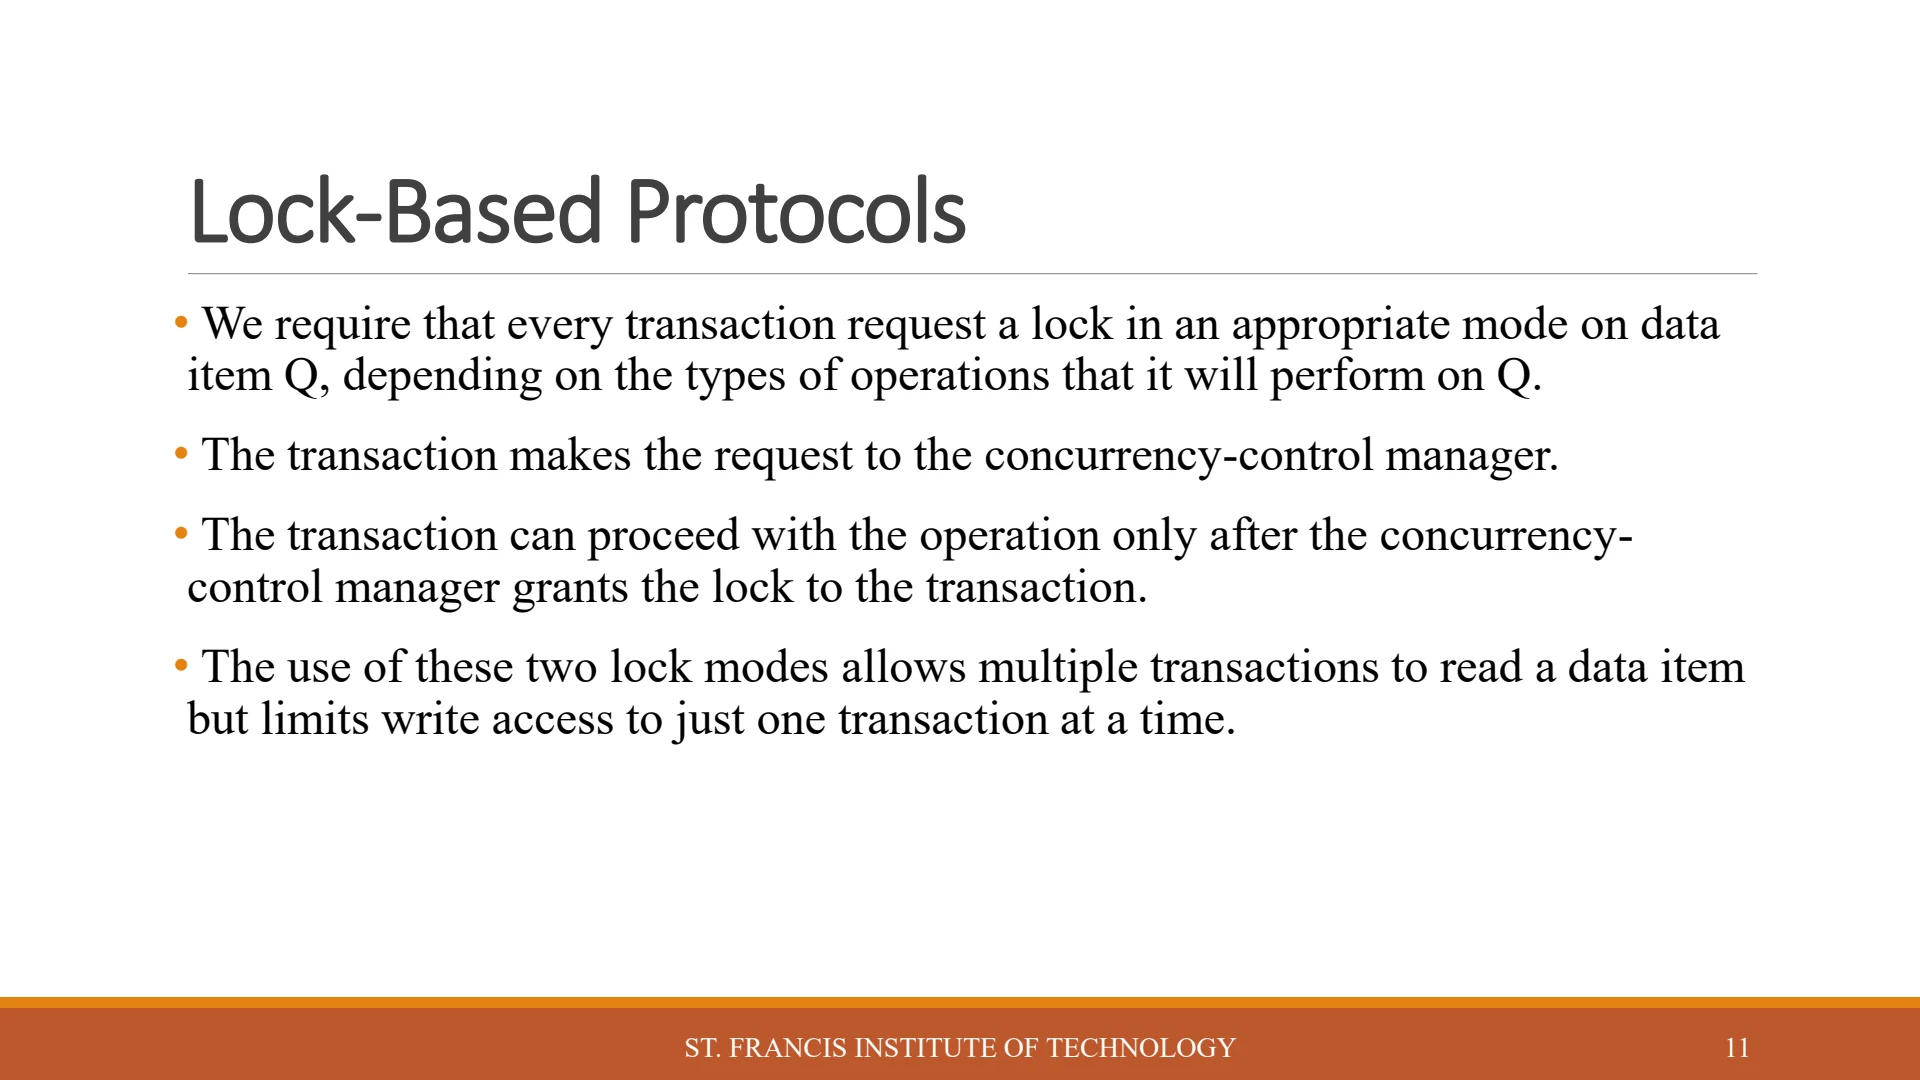 Lock-Based Protocols
• We require that every transaction request a lock in an appropriate mode on data
item Q, depending on the types of operations that it will perform on Q.
• The transaction makes the request to the concurrency-control manager.
• The transaction can proceed with the operation only after the concurrency-
control manager grants the lock to the transaction.
• The use of these two lock modes allows multiple transactions to read a data item
but limits write access to just one transaction at a time.
ST. FRANCIS INSTITUTE OF TECHNOLOGY
11